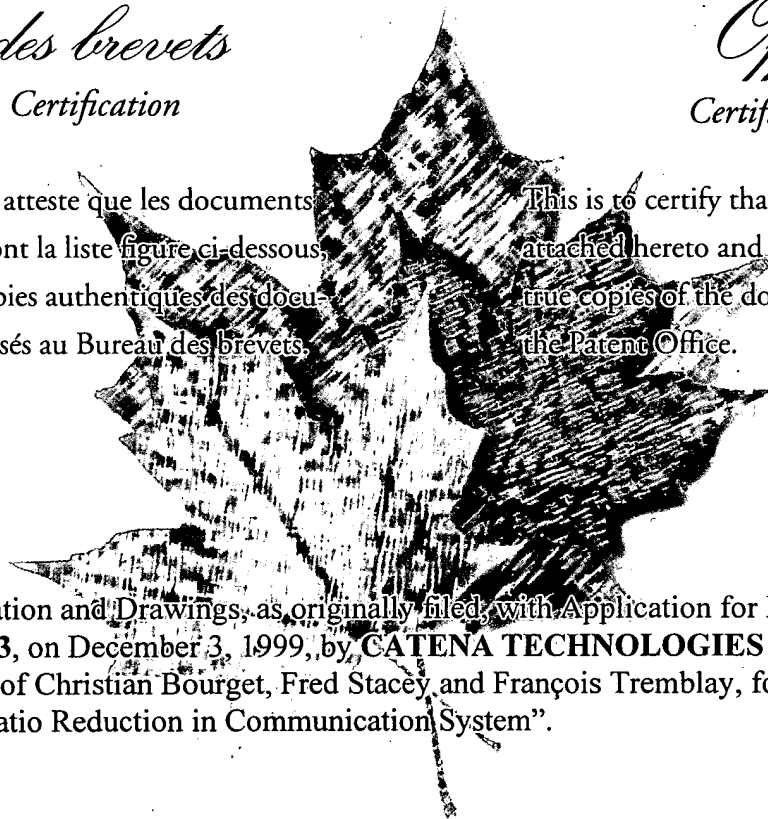 des brevets
Certification
Certif
atteste que les documents
ont la liste figure ci-dessous,
pies authentiques des docu-
sés au Bureau des brevets.
This is to certify tha
attached hereto and
true copies of the do
the Patent Office.
ation and Drawings, as originally filed, with Application for
3, on December 3, 1999, by CATENA TECHNOLOGIES
of Christian Bourget, Fred Stacey and François Tremblay, fo
atio Reduction in Communication System”.